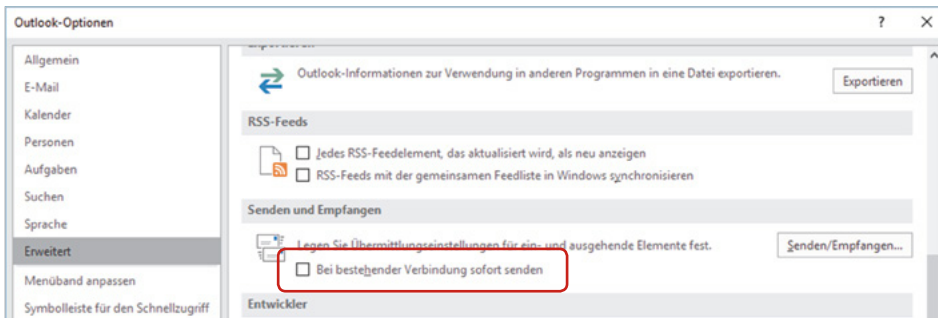 Outlook-Optionen
?
Allgemein
E-Mail
Kalender
Personen
Aufgaben
Suchen
Sprache
Erweitert
Menüband anpassen
Symbolleiste für den Schnellzugriff
Exportieren
Outlook-Informationen zur Verwendung in anderen Programmen in eine Datei exportieren.
Exportieren
RSS-Feeds
Jedes RSS-Feedelement, das aktualisiert wird, als neu anzeigen
RSS-Feeds mit der gemeinsamen Feedliste in Windows synchronisieren
Senden und Empfangen
Legen Sie Übermittlungseinstellungen für ein- und ausgehende Elemente fest.
Senden/Empfangen...
Bei bestehender Verbindung sofort senden
Entwickler